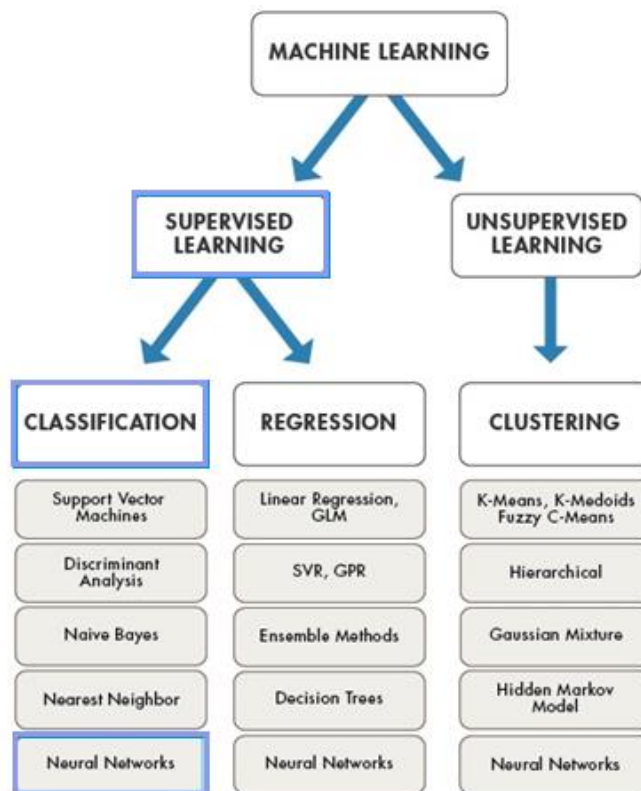 MACHINE LEARNING
SUPERVISED
LEARNING
UNSUPERVISED
LEARNING
CLASSIFICATION
REGRESSION
CLUSTERING
Support Vector
Machines
Linear Regression,
GLM
K-Means, K-Medoids
Fuzzy C-Means
Discriminant
Analysis
SVR, GPR
Hierarchical
Naive Bayes
Ensemble Methods
Gaussian Mixture
Nearest Neighbor
Decision Trees
Hidden Markov
Model
Neural Networks
Neural Networks
Neural Networks